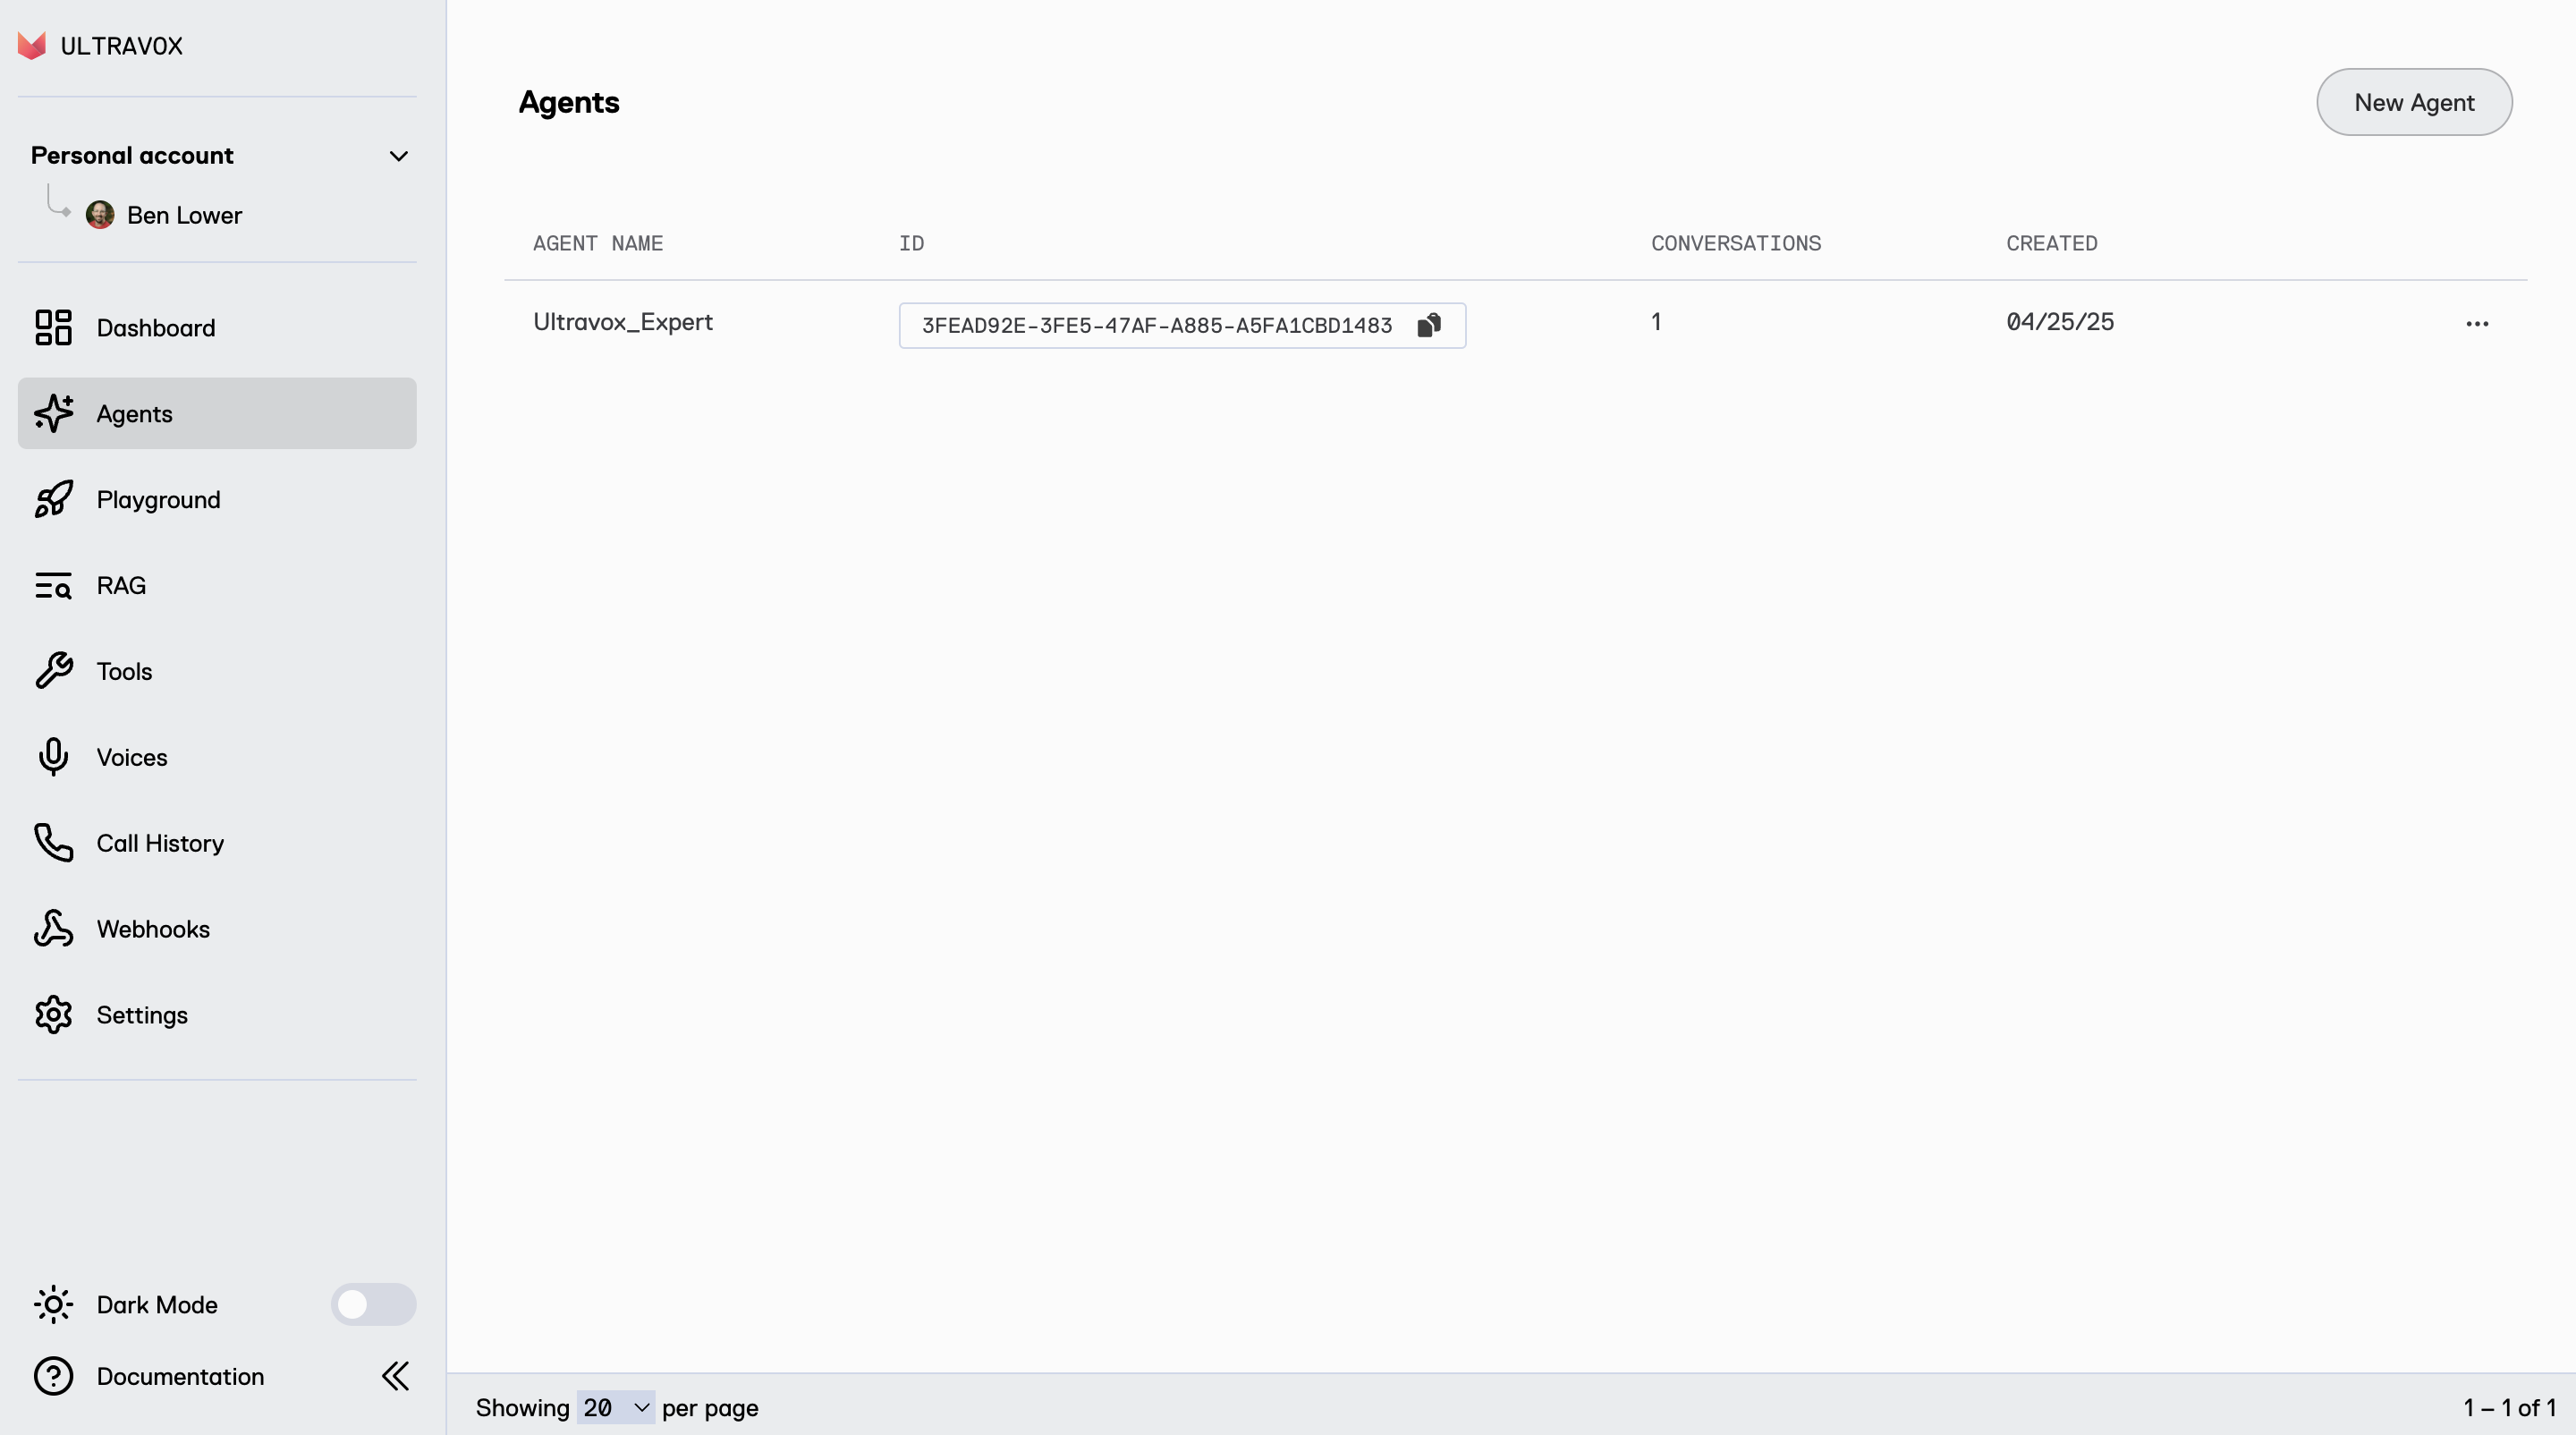 ULTRAVOX
Personal account
Ben Lower
Dashboard
Agents
Playground
RAG
Tools
Voices
Call History
Webhooks
Settings
Dark Mode
Documentation
Agents
New Agent
AGENT NAME ID CONVERSATIONS CREATED
Ultravox_Expert 3FEAD92E-3FE5-47AF-A885-A5FA1CBD1483 1 04/25/25 ...
Showing 20 per page
1 – 1 of 1